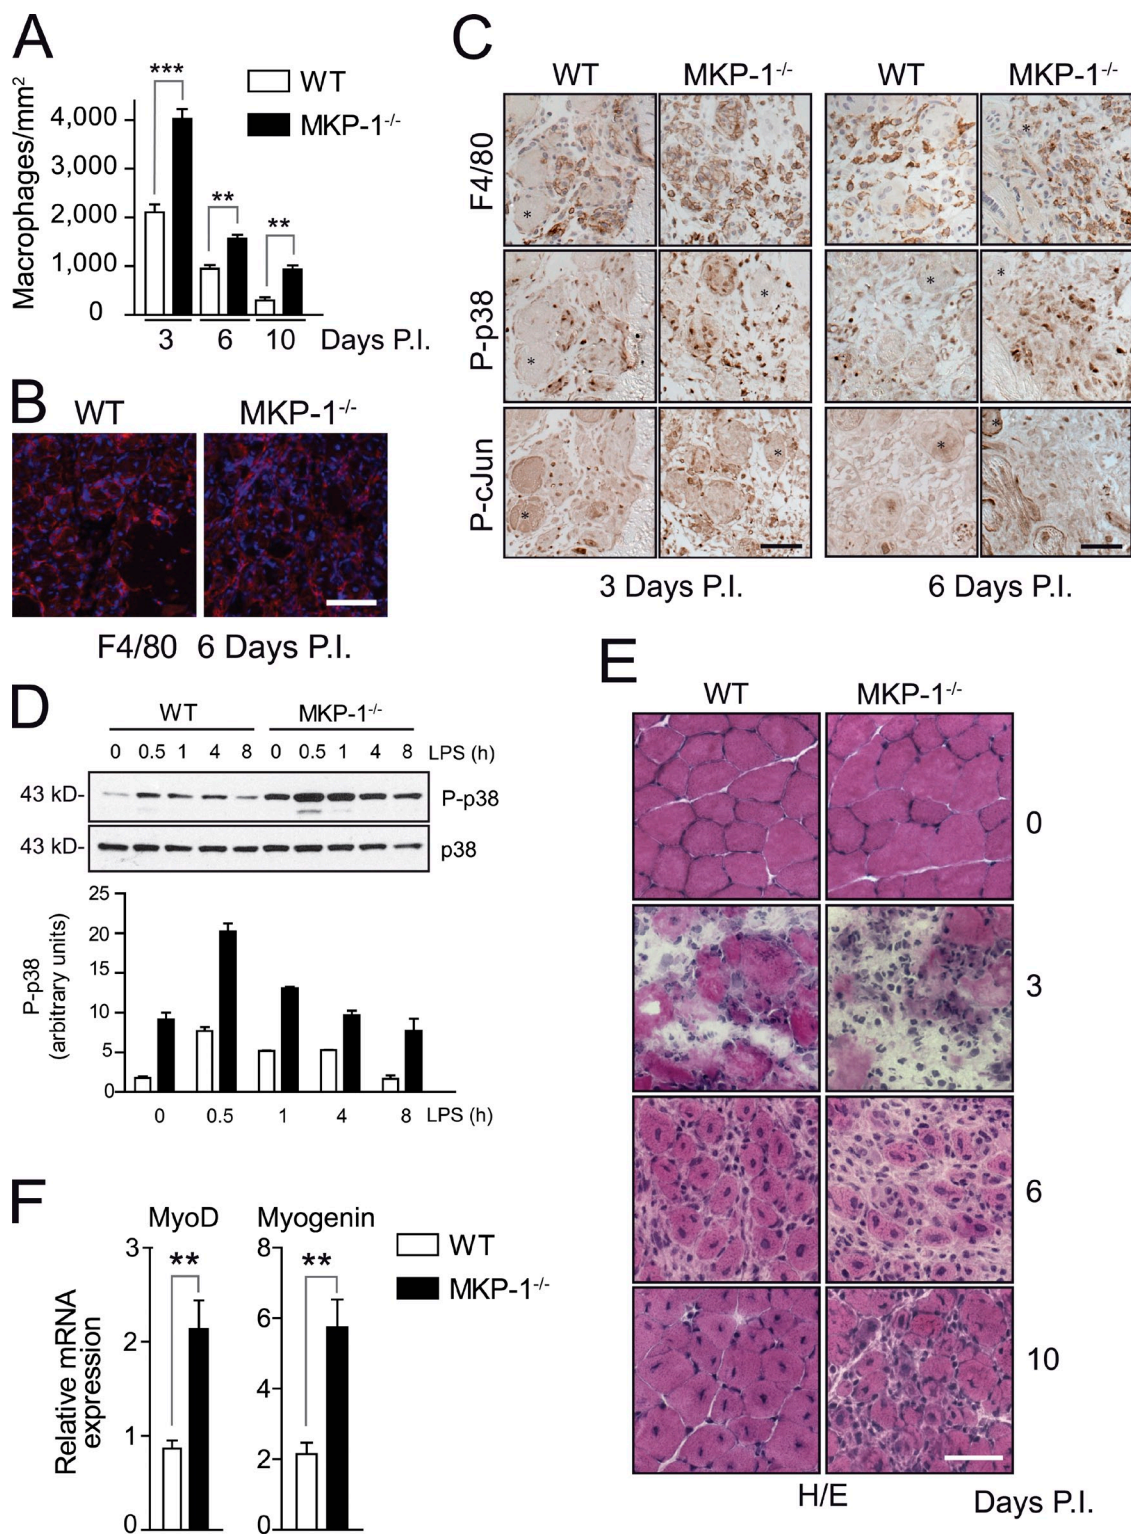 A
Macrophages/mm²
4,000
3,000
2,000
1,000
0
***
**
**
WT
MKP-1⁻/⁻
3 6 10 Days P.I.
B
WT MKP-1⁻/⁻
F4/80 6 Days P.I.
C
WT MKP-1⁻/⁻ WT MKP-1⁻/⁻
F4/80
* *
P-p38
* * * *
P-cJun
* * * *
3 Days P.I. 6 Days P.I.
D
WT MKP-1⁻/⁻
0 0.5 1 4 8 0 0.5 1 4 8 LPS (h)
43 kD- P-p38
43 kD- p38
P-p38
(arbitrary units)
25
20
15
10
5
0
0 0.5 1 4 8 LPS (h)
E
WT MKP-1⁻/⁻
0
3
6
10
H/E Days P.I.
F
MyoD Myogenin
WT
MKP-1⁻/⁻
Relative mRNA
expression
3
2
1
0
**
8
6
4
2
0
**